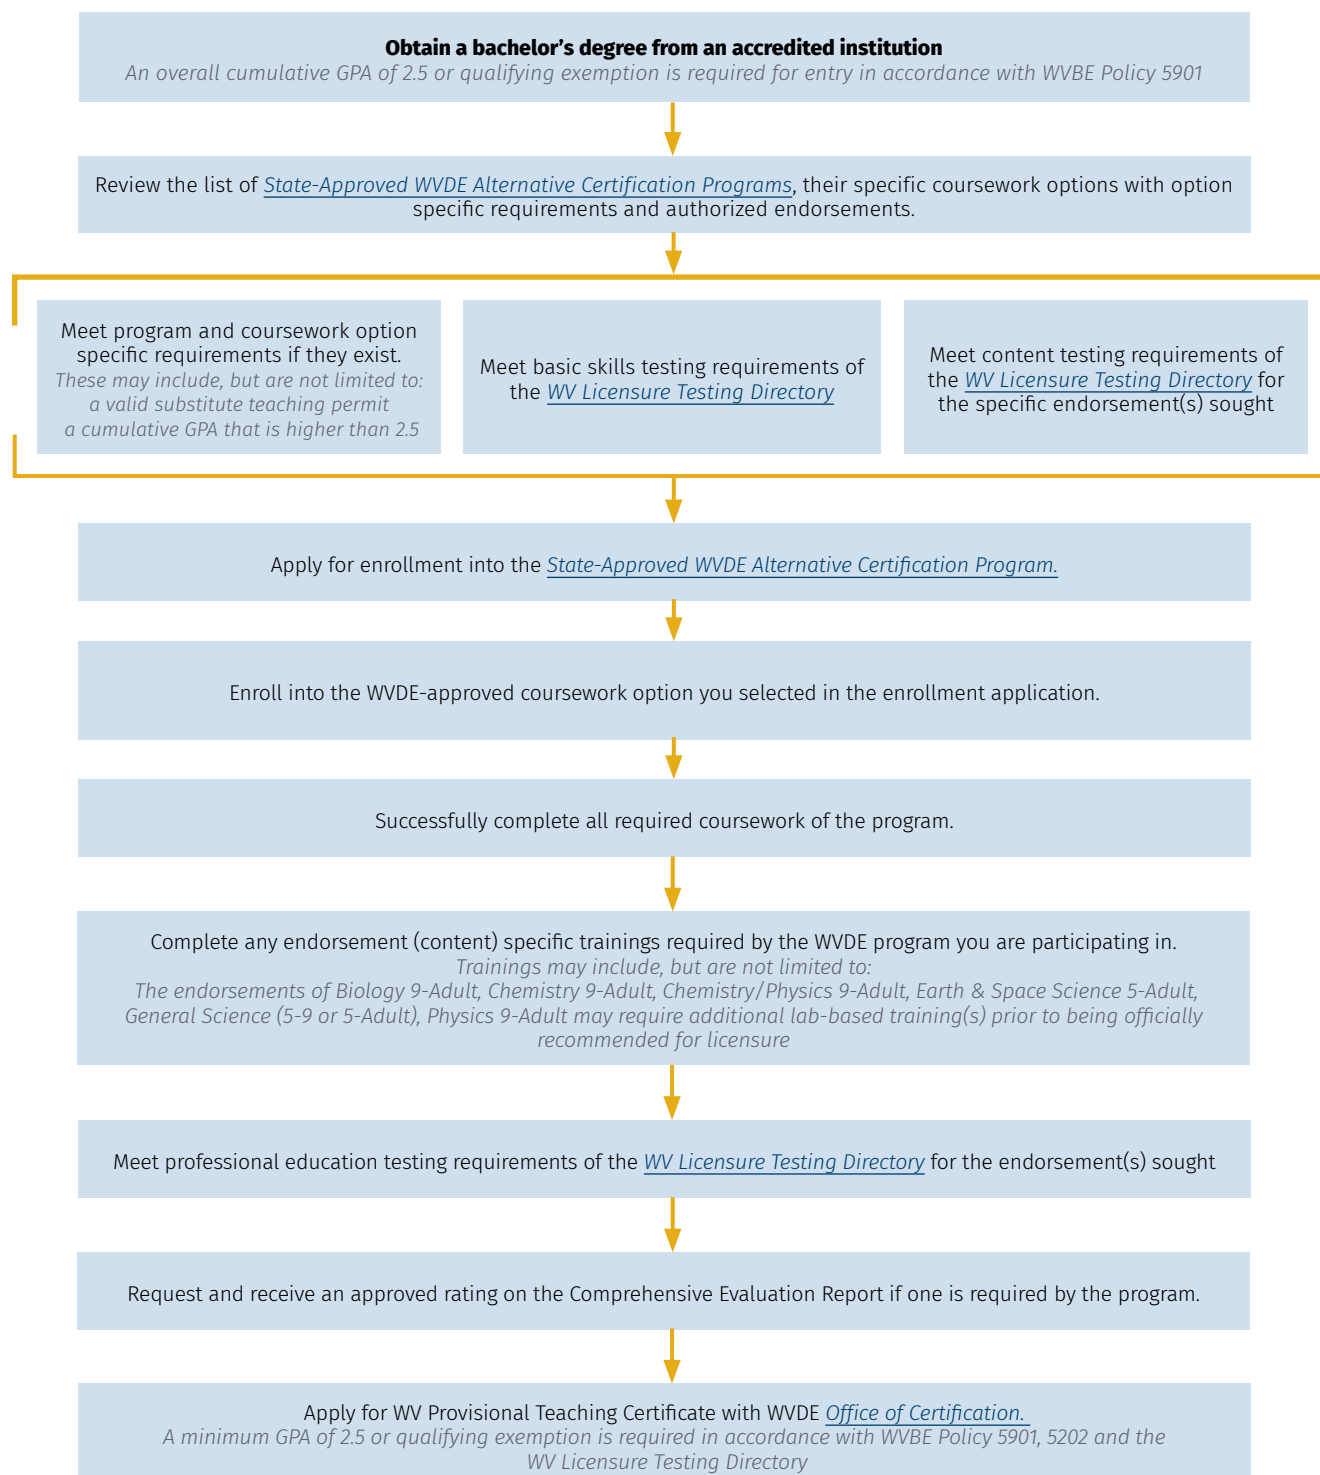 Obtain a bachelor’s degree from an accredited institution
An overall cumulative GPA of 2.5 or qualifying exemption is required for entry in accordance with WVBE Policy 5901
Review the list of State-Approved WVDE Alternative Certification Programs, their specific coursework options with option
specific requirements and authorized endorsements.
Meet program and coursework option
specific requirements if they exist.
These may include, but are not limited to:
a valid substitute teaching permit
a cumulative GPA that is higher than 2.5
Meet basic skills testing requirements of
the WV Licensure Testing Directory
Meet content testing requirements of
the WV Licensure Testing Directory for
the specific endorsement(s) sought
Apply for enrollment into the State-Approved WVDE Alternative Certification Program.
Enroll into the WVDE-approved coursework option you selected in the enrollment application.
Successfully complete all required coursework of the program.
Complete any endorsement (content) specific trainings required by the WVDE program you are participating in.
Trainings may include, but are not limited to:
The endorsements of Biology 9-Adult, Chemistry 9-Adult, Chemistry/Physics 9-Adult, Earth & Space Science 5-Adult,
General Science (5-9 or 5-Adult), Physics 9-Adult may require additional lab-based training(s) prior to being officially
recommended for licensure
Meet professional education testing requirements of the WV Licensure Testing Directory for the endorsement(s) sought
Request and receive an approved rating on the Comprehensive Evaluation Report if one is required by the program.
Apply for WV Provisional Teaching Certificate with WVDE Office of Certification.
A minimum GPA of 2.5 or qualifying exemption is required in accordance with WVBE Policy 5901, 5202 and the
WV Licensure Testing Directory